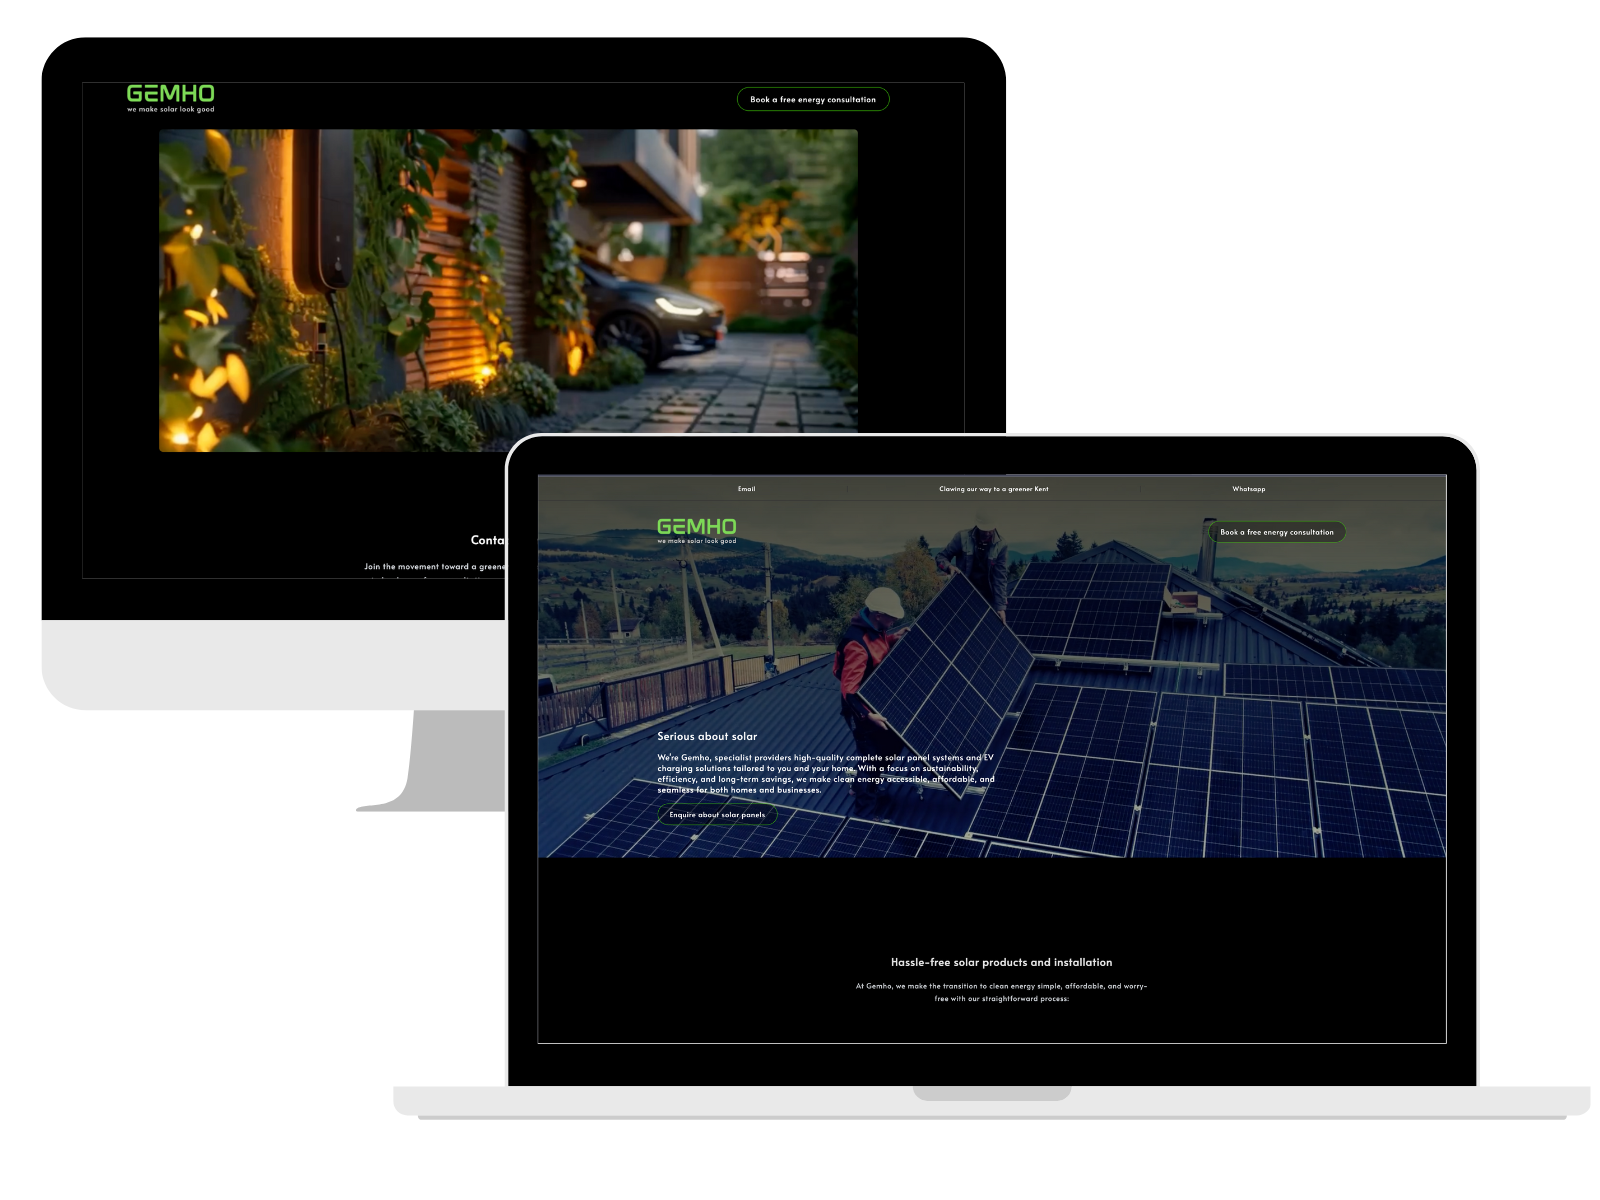 GEMHO
we make solar look good
Book a free energy consultation
Conta
Join the movement toward a greene
Email
Clawing our way to a greener Kent
Whatsapp
GEMHO
we make solar look good
Book a free energy consultation
Serious about solar
We're Gemho, specialist providers high-quality complete solar panel systems and EV
charging solutions tailored to you and your home. With a focus on sustainability,
efficiency, and long-term savings, we make clean energy accessible, affordable, and
seamless for both homes and businesses.
Enquire about solar panels
Hassle-free solar products and installation
At Gemho, we make the transition to clean energy simple, affordable, and worry-
free with our straightforward process: